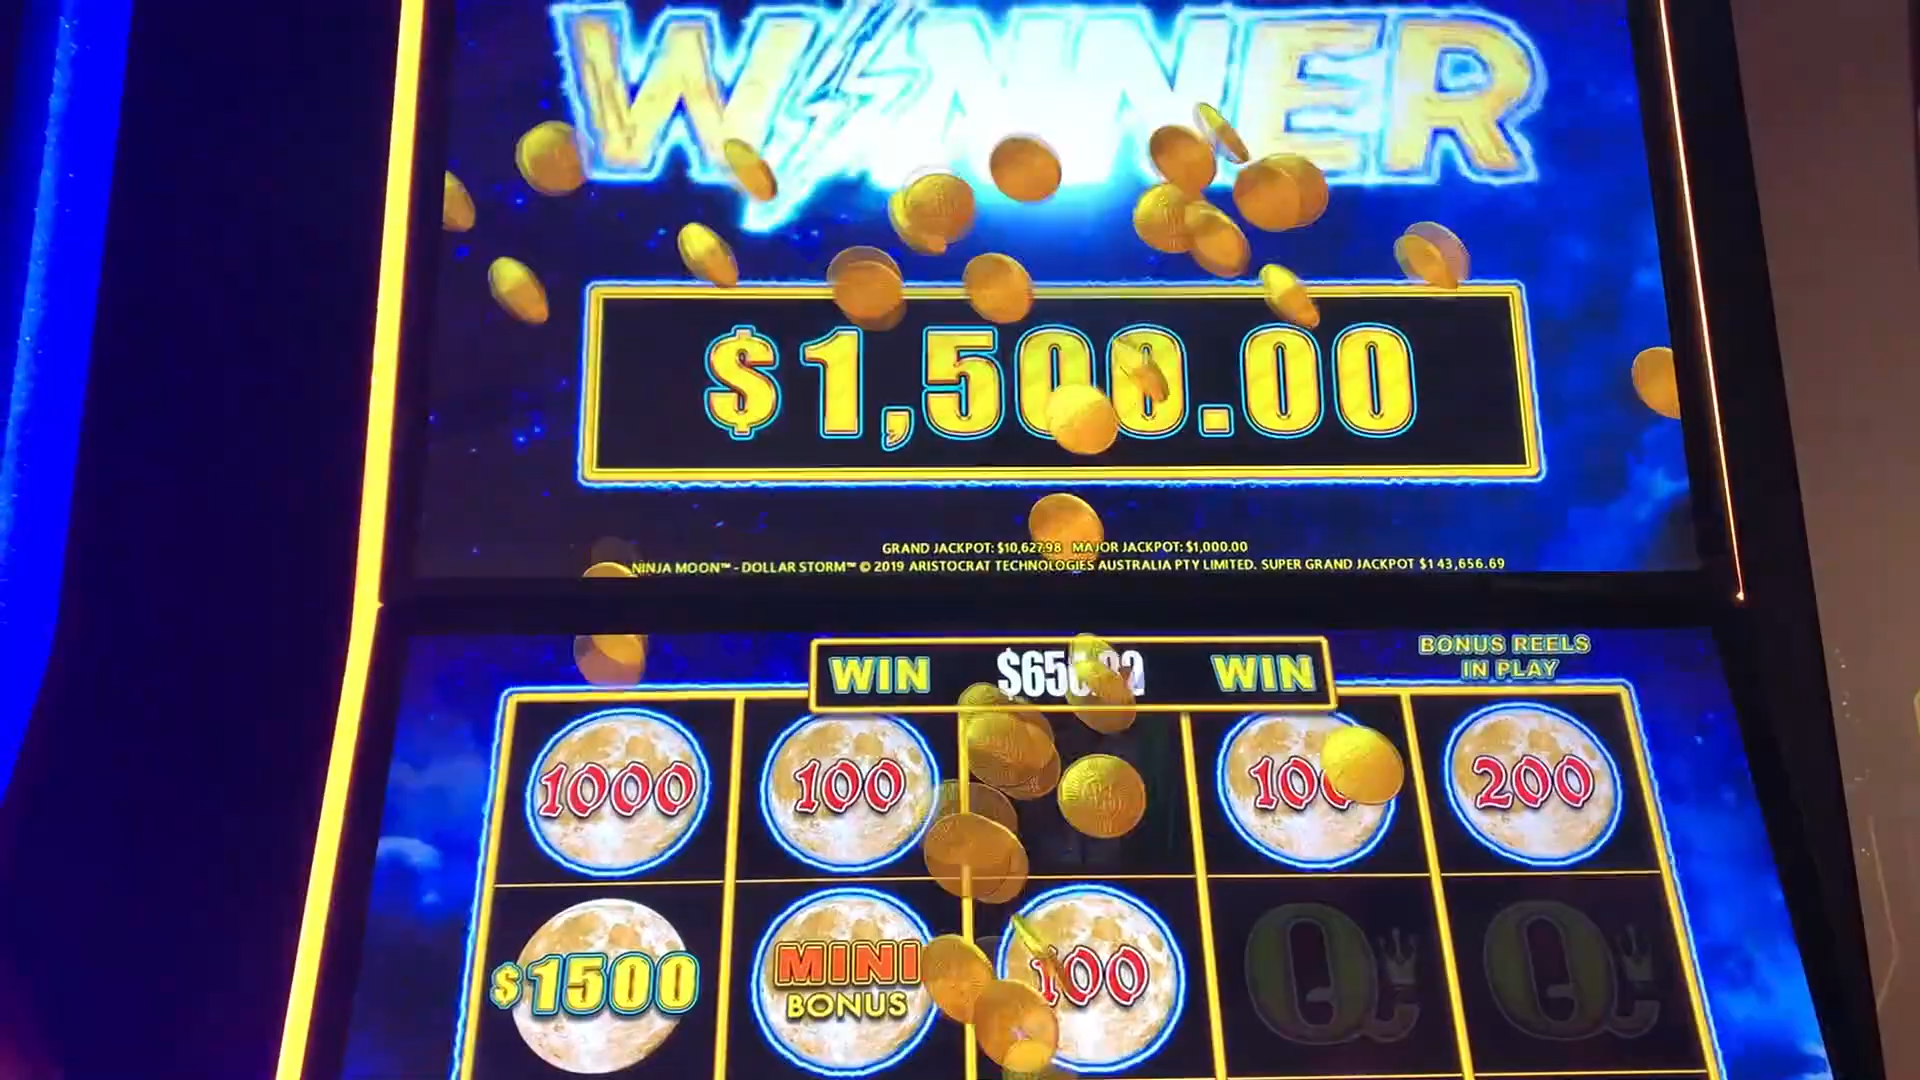 WINNER
$1,500.00
GRAND JACKPOT: $10,627.98 MAJOR JACKPOT: $1,000.00
NINJA MOON™ - DOLLAR STORM™ © 2019 ARISTOCRAT TECHNOLOGIES AUSTRALIA PTY LIMITED. SUPER GRAND JACKPOT $143,656.69
BONUS REELS
IN PLAY
WIN WIN
1000 100 100 200
$1500 MINI
BONUS 100 Q Q